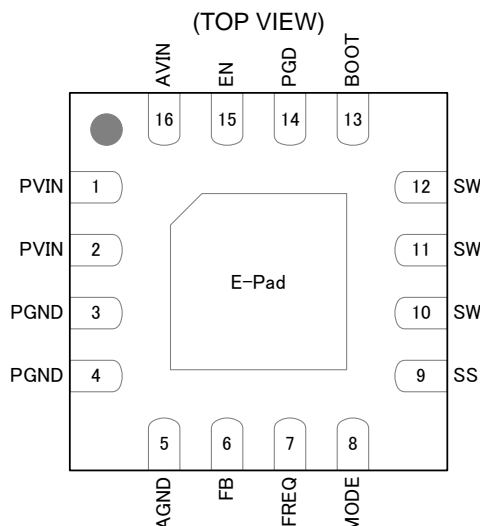 (TOP VIEW)
AVIN
EN
PGD
BOOT
16
15
14
13
PVIN 1
12 SW
PVIN 2
11 SW
E-Pad
PGND 3
10 SW
PGND 4
9 SS
5
6
7
8
AGND
FB
FREQ
MODE